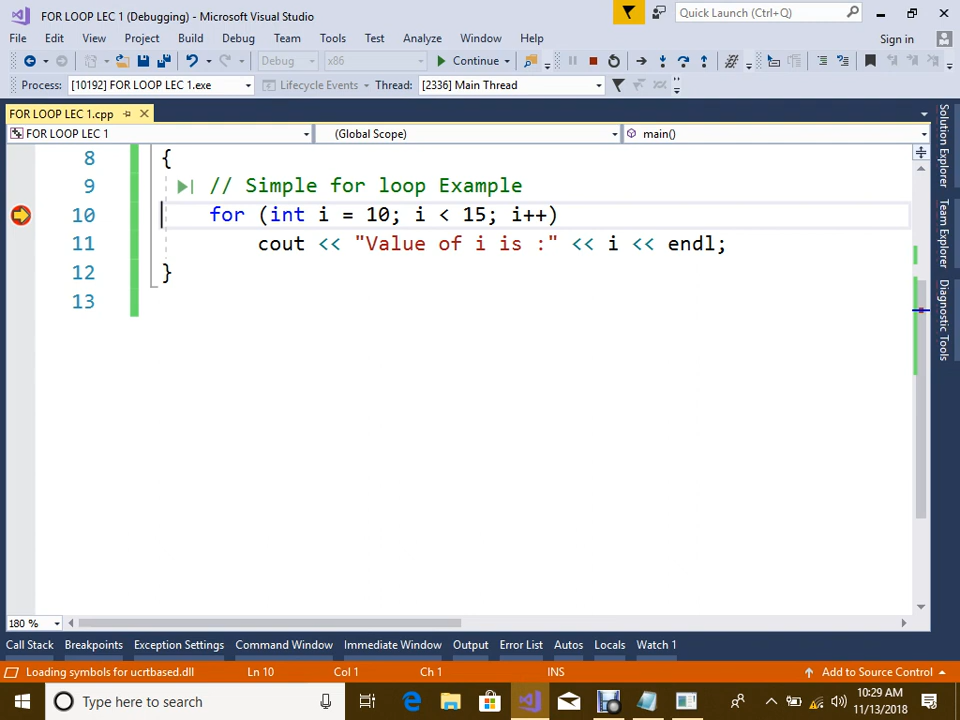 FOR LOOP LEC 1 (Debugging) - Microsoft Visual Studio
Quick Launch (Ctrl+Q)
File Edit View Project Build Debug Team Tools Test Analyze Window Help
Sign in
Debug x86 Continue
Process: [10192] FOR LOOP LEC 1.exe Lifecycle Events Thread: [2336] Main Thread
FOR LOOP LEC 1.cpp
FOR LOOP LEC 1 (Global Scope) main()
8 {
9 // Simple for loop Example
10 for (int i = 10; i < 15; i++)
11 cout << "Value of i is :" << i << endl;
12 }
13
Solution Explorer
Team Explorer
Diagnostic Tools
180 %
Call Stack Breakpoints Exception Settings Command Window Immediate Window Output Error List Autos Locals Watch 1
Loading symbols for ucrtbased.dll Ln 10 Col 1 Ch 1 INS Add to Source Control
Type here to search
10:29 AM
11/13/2018